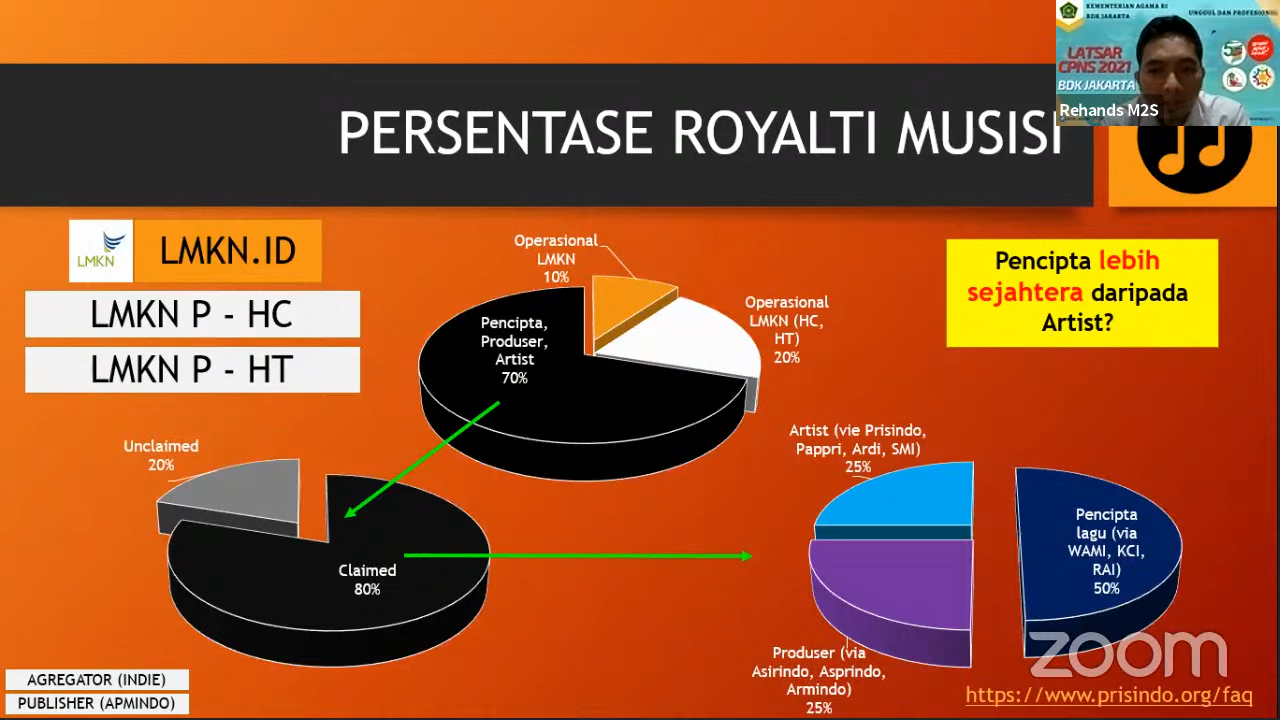 KEMENTERIAN AGAMA RI
BDK JAKARTA
UNGGUL DAN PROFESION
LATSAR
CPNS 2021
BDK JAKARTA
Rehands M2S
PERSENTASE ROYALTI MUSISI
LMKN
LMKN.ID
LMKN P - HC
LMKN P - HT
Operasional
LMKN
10%
Operasional
LMKN (HC,
HT)
20%
Pencipta,
Produser,
Artist
70%
Pencipta lebih
sejahtera daripada
Artist?
Unclaimed
20%
Claimed
80%
Artist (vie Prisindo,
Pappri, Ardi, SMI)
25%
Pencipta
lagu (via
WAMI, KCI,
RAI)
50%
Produser (via
Asirindo, Asprindo,
Armindo)
25%
AGREGATOR (INDIE)
PUBLISHER (APMINDO)
zoom
https://www.prisindo.org/faq